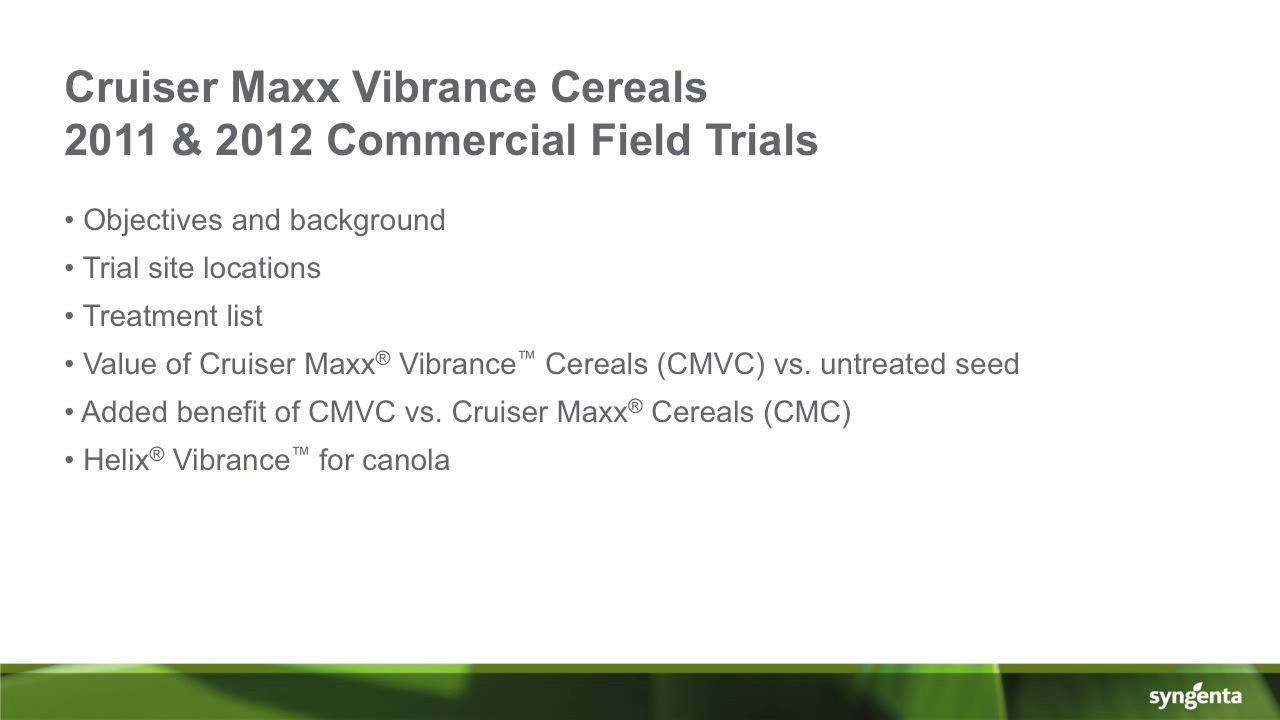 Cruiser Maxx Vibrance Cereals
2011 & 2012 Commercial Field Trials
• Objectives and background
• Trial site locations
• Treatment list
• Value of Cruiser Maxx® Vibrance™ Cereals (CMVC) vs. untreated seed
• Added benefit of CMVC vs. Cruiser Maxx® Cereals (CMC)
• Helix® Vibrance™ for canola
syngenta